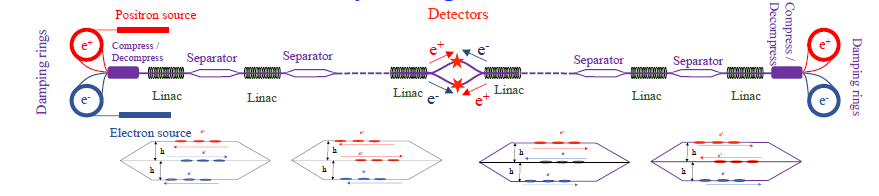 Positron source
Detectors
Damping rings
e+
Compress /
Decompress
Separator
Separator
e+
e-
Separator
Separator
Compress /
Decompress
e+
Damping rings
e-
Linac
Linac
Linac
e-
e+
Linac
Linac
Linac
e-
Electron source
h
h
h
h
h
h
h
h